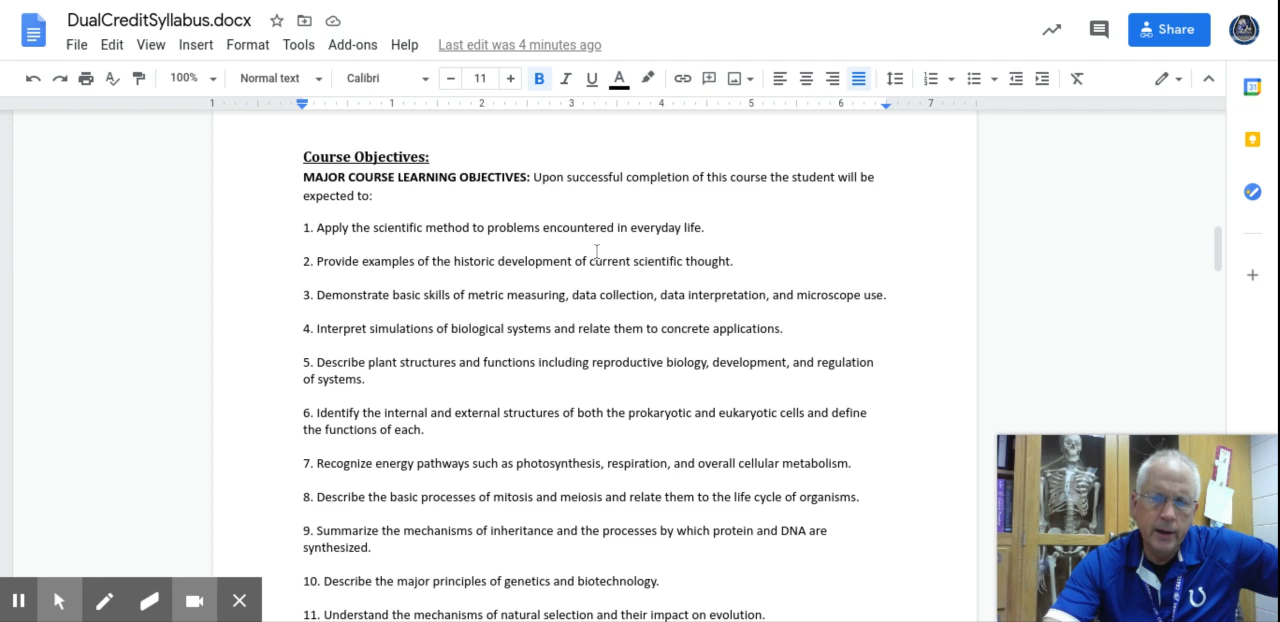 DualCreditSyllabus.docx
File Edit View Insert Format Tools Add-ons Help Last edit was 4 minutes ago
Share
100% Normal text Calibri 11 B I U A
31
1 1 2 3 4 5 6 7
Course Objectives:
MAJOR COURSE LEARNING OBJECTIVES: Upon successful completion of this course the student will be
expected to:
1. Apply the scientific method to problems encountered in everyday life.
2. Provide examples of the historic development of current scientific thought.
3. Demonstrate basic skills of metric measuring, data collection, data interpretation, and microscope use.
4. Interpret simulations of biological systems and relate them to concrete applications.
5. Describe plant structures and functions including reproductive biology, development, and regulation
of systems.
6. Identify the internal and external structures of both the prokaryotic and eukaryotic cells and define
the functions of each.
7. Recognize energy pathways such as photosynthesis, respiration, and overall cellular metabolism.
8. Describe the basic processes of mitosis and meiosis and relate them to the life cycle of organisms.
9. Summarize the mechanisms of inheritance and the processes by which protein and DNA are
synthesized.
10. Describe the major principles of genetics and biotechnology.
11. Understand the mechanisms of natural selection and their impact on evolution.